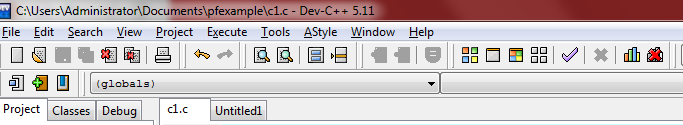 C:\Users\Administrator\Documents\pfexample\c1.c - Dev-C++ 5.11
File Edit Search View Project Execute Tools AStyle Window Help
(globals)
Project Classes Debug c1.c Untitled1